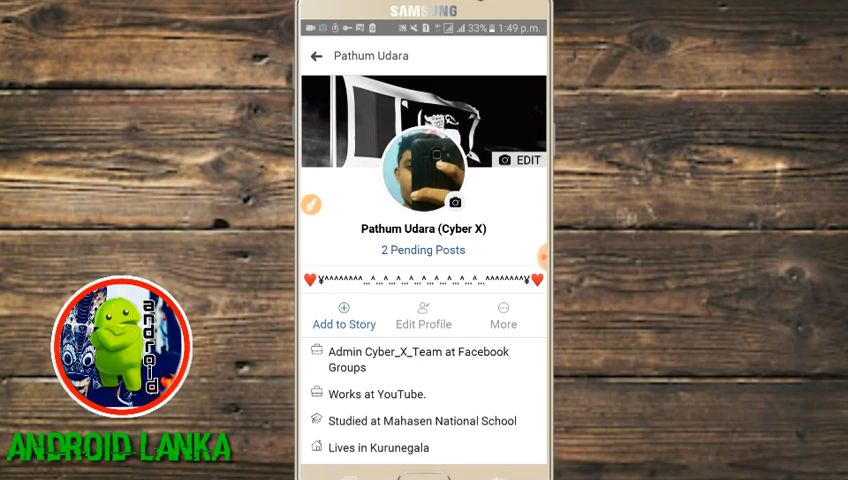 SAMSUNG
33% 1:49 p.m.
Pathum Udara
EDIT
Pathum Udara (Cyber X)
2 Pending Posts
❤️¥^^^^^^^^...^...^...^...^...^...^...^...^...^...^^^^^^^^¥❤️
Add to Story
Edit Profile
More
Admin Cyber_X_Team at Facebook
Groups
Works at YouTube.
Studied at Mahasen National School
Lives in Kurunegala
android
ANDROID LANKA